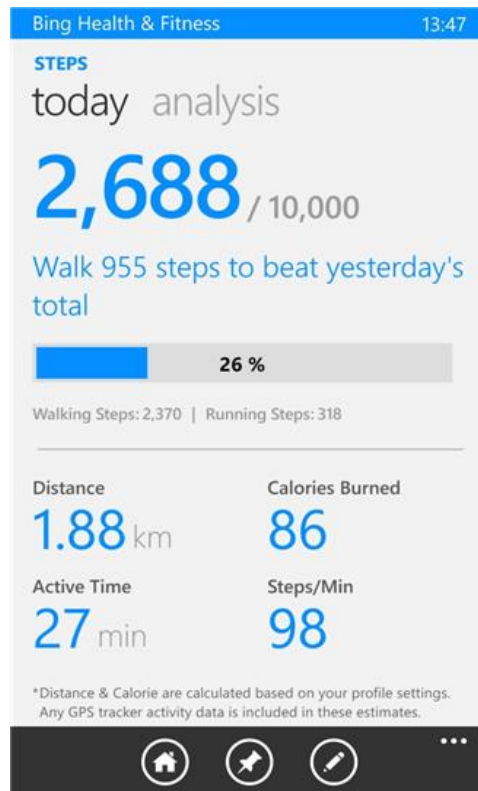 Bing Health & Fitness 13:47
STEPS
today analysis
2,688 / 10,000
Walk 955 steps to beat yesterday's
total
26 %
Walking Steps: 2,370 | Running Steps: 318
Distance Calories Burned
1.88 km 86
Active Time Steps/Min
27 min 98
*Distance & Calorie are calculated based on your profile settings.
Any GPS tracker activity data is included in these estimates.